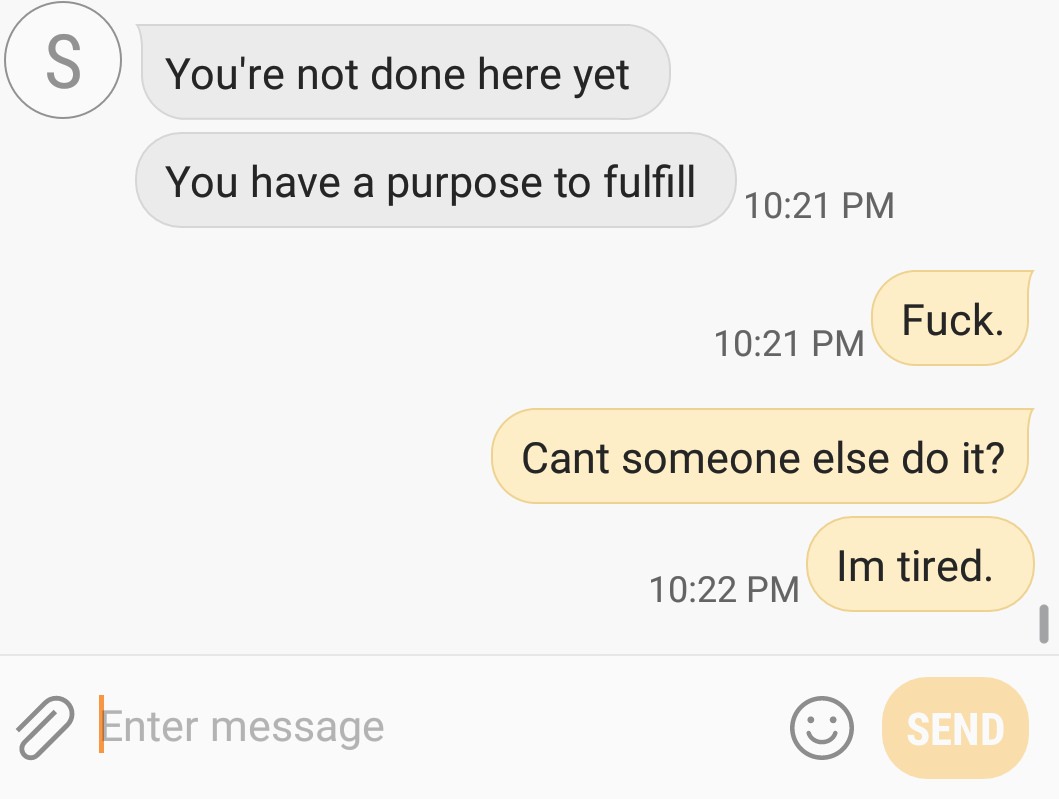 S
You're not done here yet
You have a purpose to fulfill
10:21 PM
Fuck.
10:21 PM
Cant someone else do it?
Im tired.
10:22 PM
Enter message
SEND